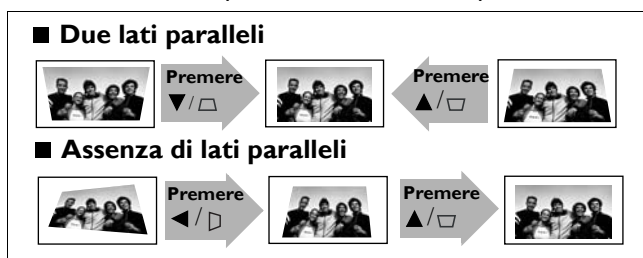 ■ Due lati paralleli
Premere
▼/⏢
Premere
▲/⏢
■ Assenza di lati paralleli
Premere
◄/▯
Premere
▲/⏢